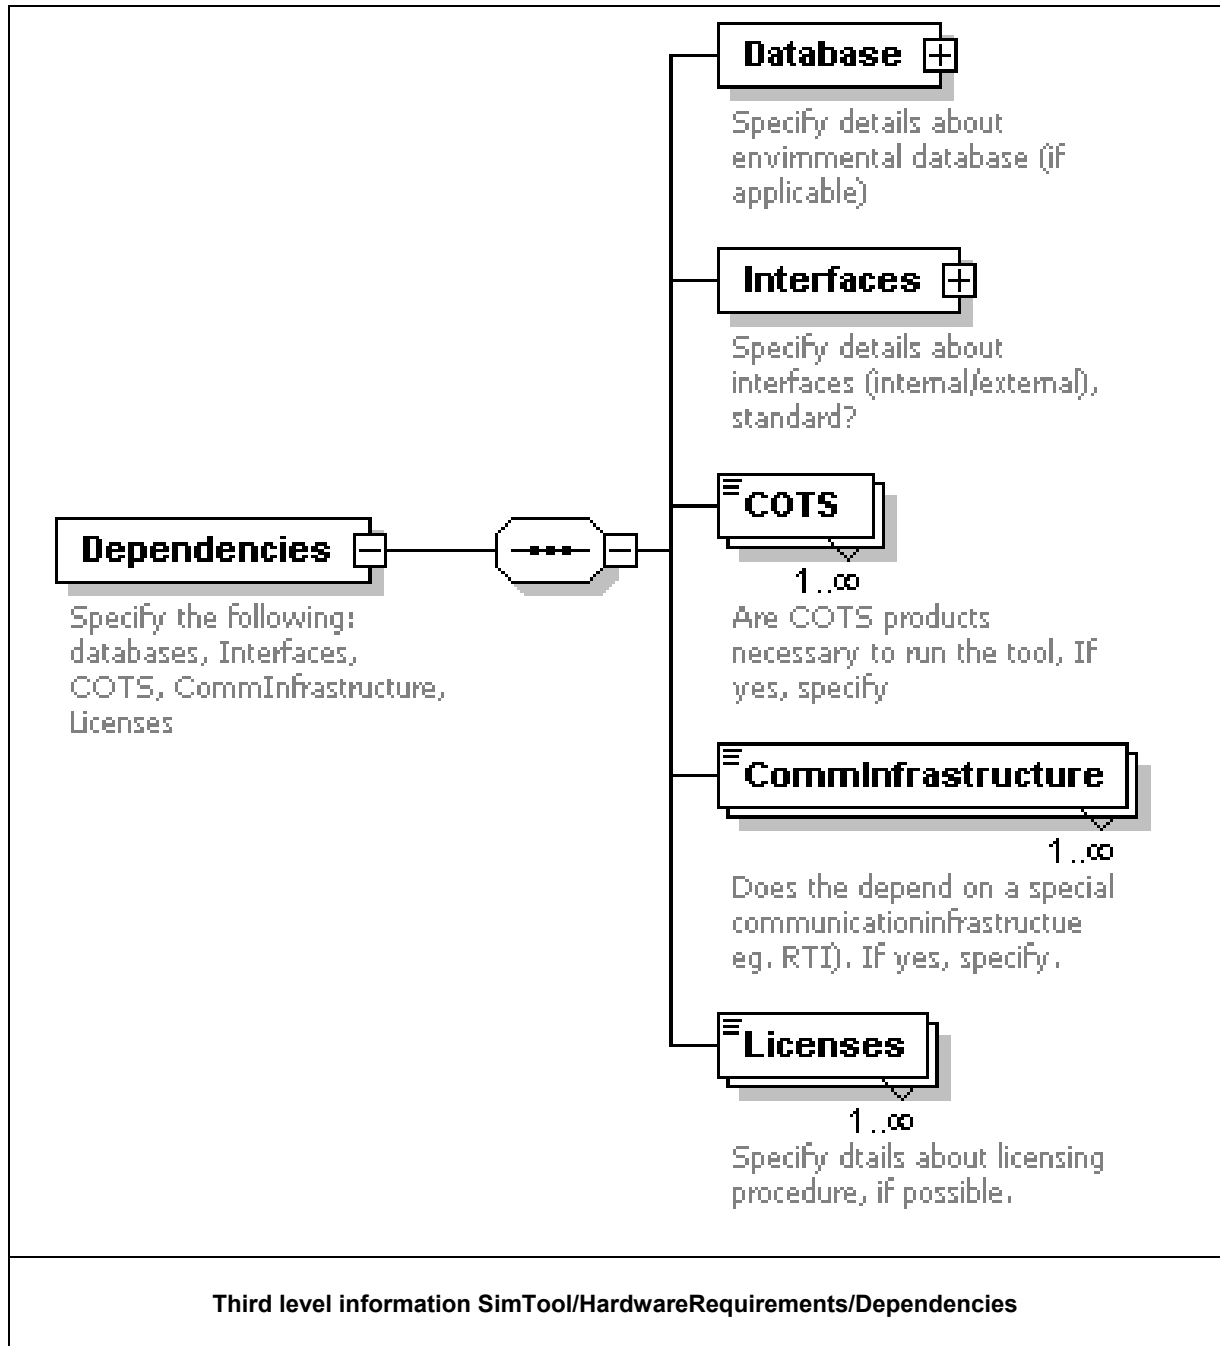 Database
Specify details about
envimmental database (if
applicable)
Interfaces
Specify details about
interfaces (internal/external),
standard?
COTS
1..∞
Are COTS products
necessary to run the tool, If
yes, specify
Dependencies
Specify the following:
databases, Interfaces,
COTS, CommInfrastructure,
Licenses
CommInfrastructure
1..∞
Does the depend on a special
communicationinfrastructue
eg. RTI). If yes, specify.
Licenses
1..∞
Specify dtails about licensing
procedure, if possible.
Third level information SimTool/HardwareRequirements/Dependencies